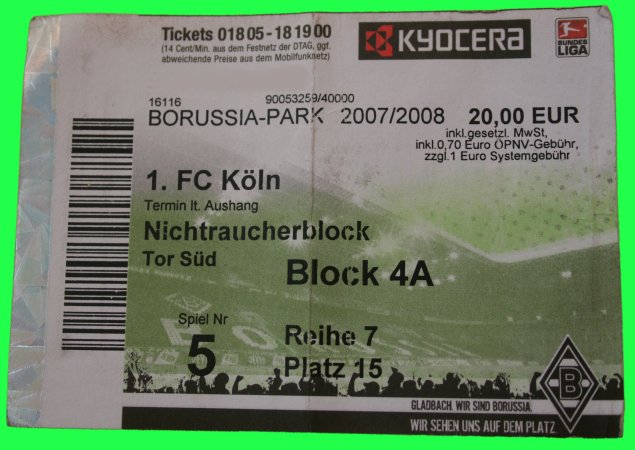 Tickets 01805-181900
(14 Cent/Min. aus dem Festnetz der DTAG, ggf.
abweichende Preise aus dem Mobilfunknetz)
KYOCERA
BUNDES
LIGA
16116 90053259/40000
BORUSSIA-PARK 2007/2008 20,00 EUR
inkl.gesetzl. MwSt,
inkl.0,70 Euro ÖPNV-Gebühr,
zzgl.1 Euro Systemgebühr
1. FC Köln
Termin lt. Aushang
Nichtraucherblock
Tor Süd
Block 4A
Spiel Nr
5
Reihe 7
Platz 15
B
GLADBACH. WIR SIND BORUSSIA.
WIR SEHEN UNS AUF DEM PLATZ.